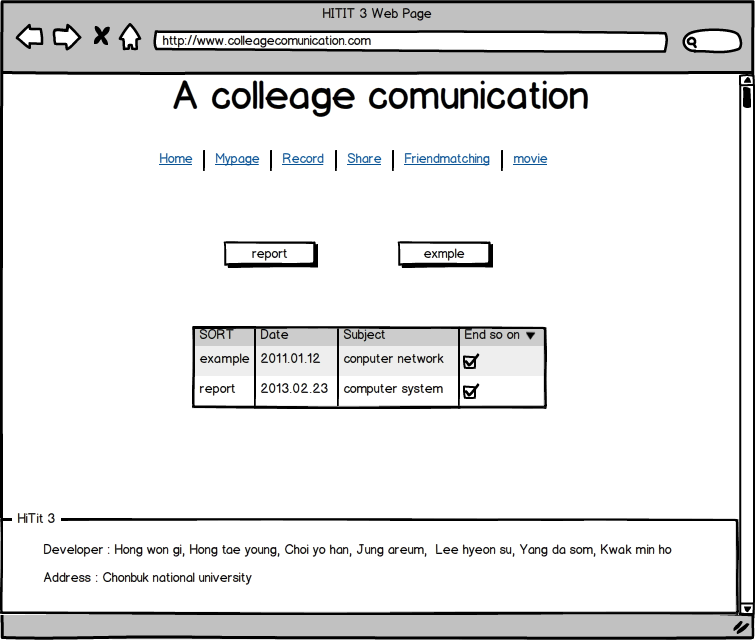 HITIT 3 Web Page
http://www.colleagecomunication.com
A colleage comunication
Home Mypage Record Share Friendmatching movie
report exmple
SORT Date Subject End so on
example 2011.01.12 conputer network
report 2013.02.23 computer system
HiTit 3
Developer : Hong won gi, Hong tae young, Choi yo han, Jung areum, Lee hyeon su, Yang da som, Kwak min ho
Address : Chonbuk national university